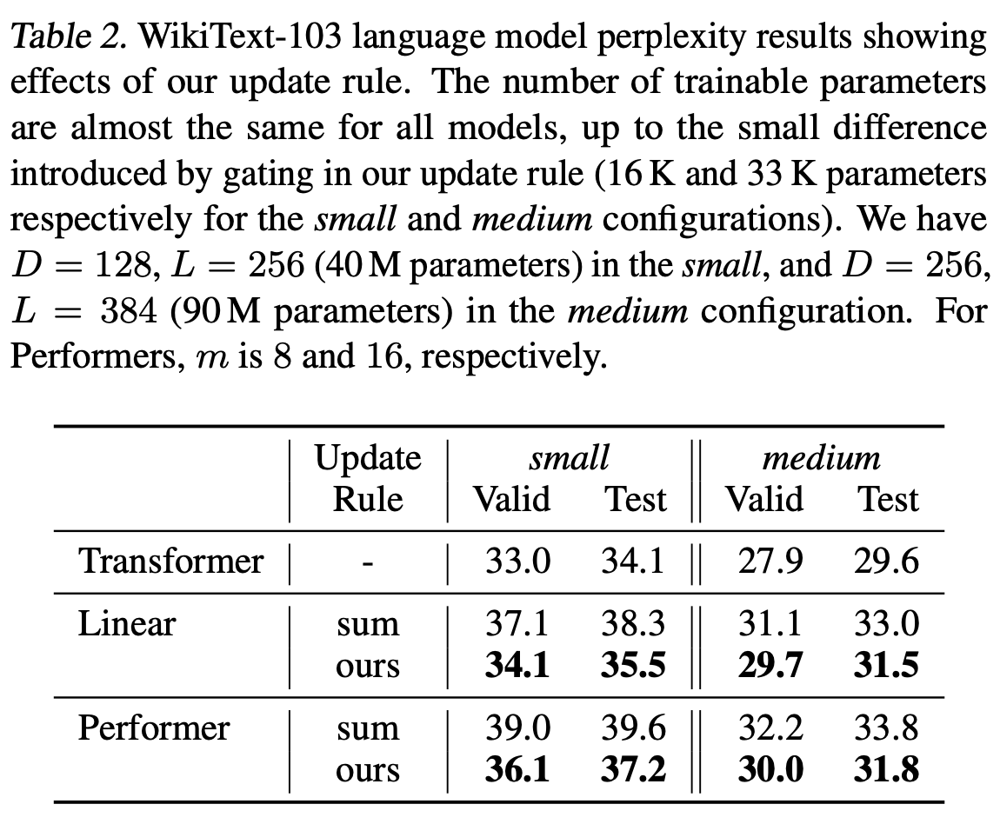 Table 2. WikiText-103 language model perplexity results showing
effects of our update rule. The number of trainable parameters
are almost the same for all models, up to the small difference
introduced by gating in our update rule (16 K and 33 K parameters
respectively for the small and medium configurations). We have
D = 128, L = 256 (40 M parameters) in the small, and D = 256,
L = 384 (90 M parameters) in the medium configuration. For
Performers, m is 8 and 16, respectively.
Update small medium
Rule Valid Test Valid Test
Transformer - 33.0 34.1 27.9 29.6
Linear sum 37.1 38.3 31.1 33.0
ours 34.1 35.5 29.7 31.5
Performer sum 39.0 39.6 32.2 33.8
ours 36.1 37.2 30.0 31.8